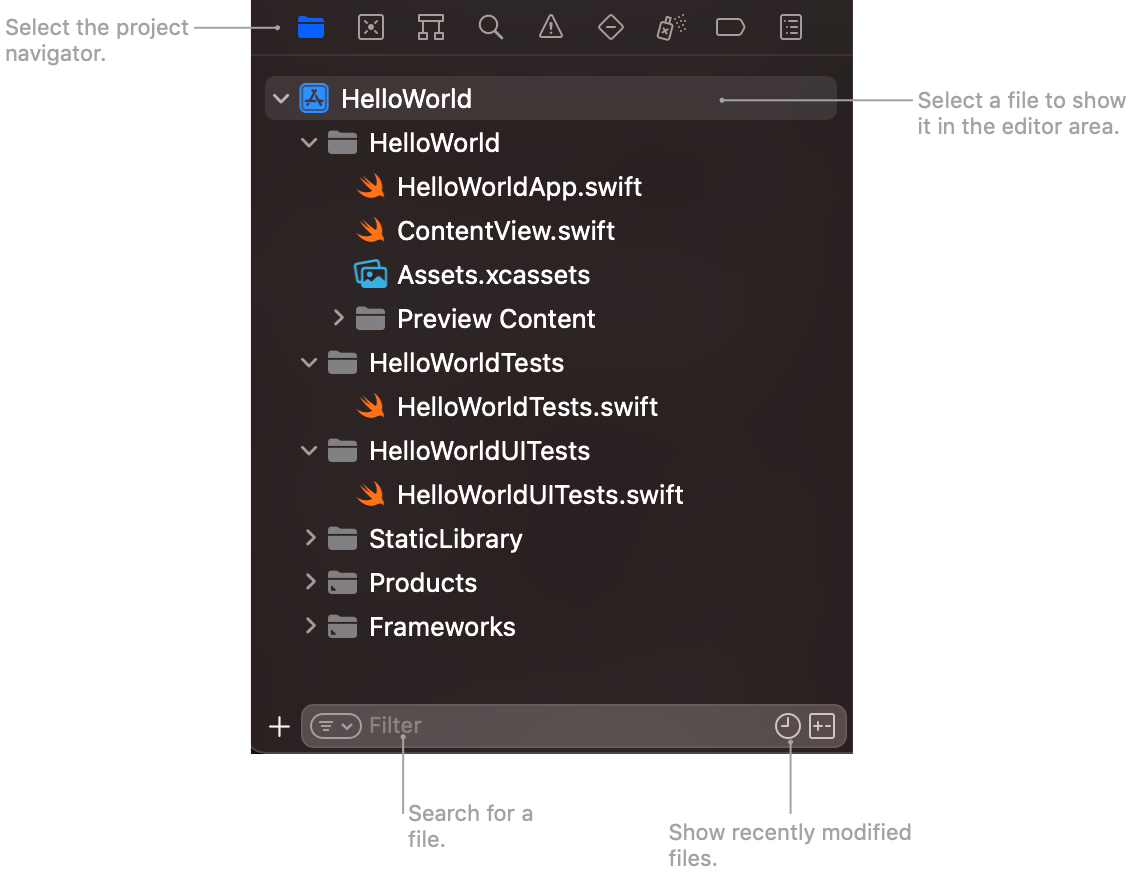 Select the project
navigator.
HelloWorld
Select a file to show
it in the editor area.
HelloWorld
HelloWorldApp.swift
ContentView.swift
Assets.xcassets
Preview Content
HelloWorldTests
HelloWorldTests.swift
HelloWorldUITests
HelloWorldUITests.swift
StaticLibrary
Products
Frameworks
Filter
Search for a
file.
Show recently modified
files.